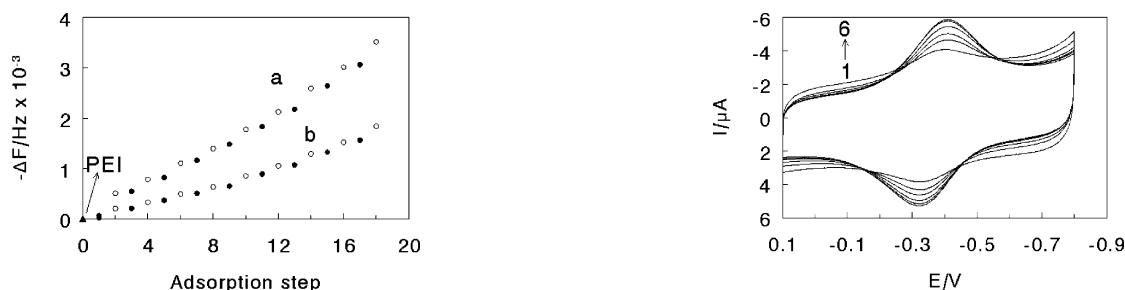 -ΔF/Hz x 10⁻³
4
3
2
1
0
a
b
PEI
0 4 8 12 16 20
Adsorption step
I/μA
-6
-4
-2
0
2
4
6
6
1
0.1 -0.1 -0.3 -0.5 -0.7 -0.9
E/V